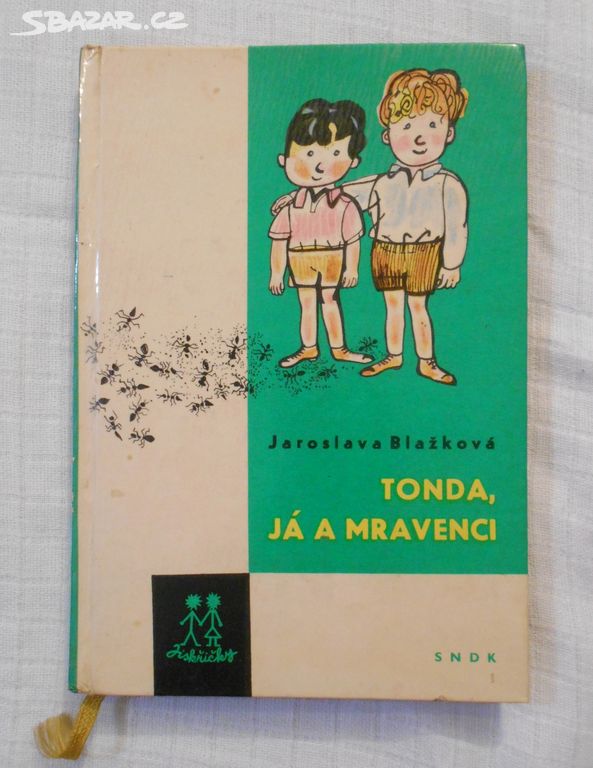 SBAZAR.CZ
Jaroslava Blažková
TONDA,
JÁ A MRAVENCI
Jiskřičky
SNDK